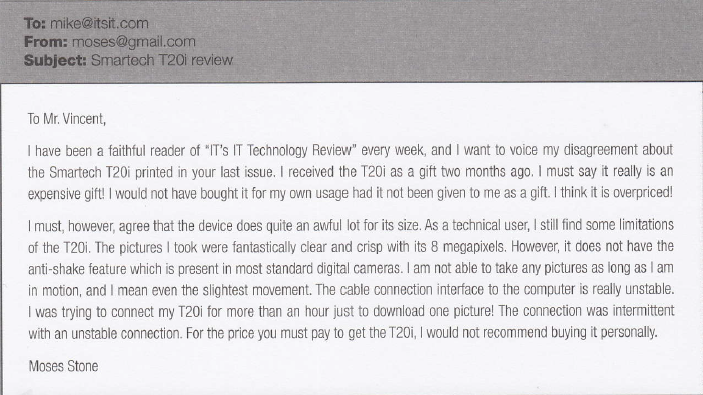 To: mike@itsit.com
From: moses@gmail.com
Subject: Smartech T20i review
To Mr. Vincent,
I have been a faithful reader of "IT's IT Technology Review" every week, and I want to voice my disagreement about
the Smartech T20i printed in your last issue. I received the T20i as a gift two months ago. I must say it really is an
expensive gift! I would not have bought it for my own usage had it not been given to me as a gift. I think it is overpriced!
I must, however, agree that the device does quite an awful lot for its size. As a technical user, I still find some limitations
of the T20i. The pictures I took were fantastically clear and crisp with its 8 megapixels. However, it does not have the
anti-shake feature which is present in most standard digital cameras. I am not able to take any pictures as long as I am
in motion, and I mean even the slightest movement. The cable connection interface to the computer is really unstable.
I was trying to connect my T20i for more than an hour just to download one picture! The connection was intermittent
with an unstable connection. For the price you must pay to get the T20i, I would not recommend buying it personally.
Moses Stone